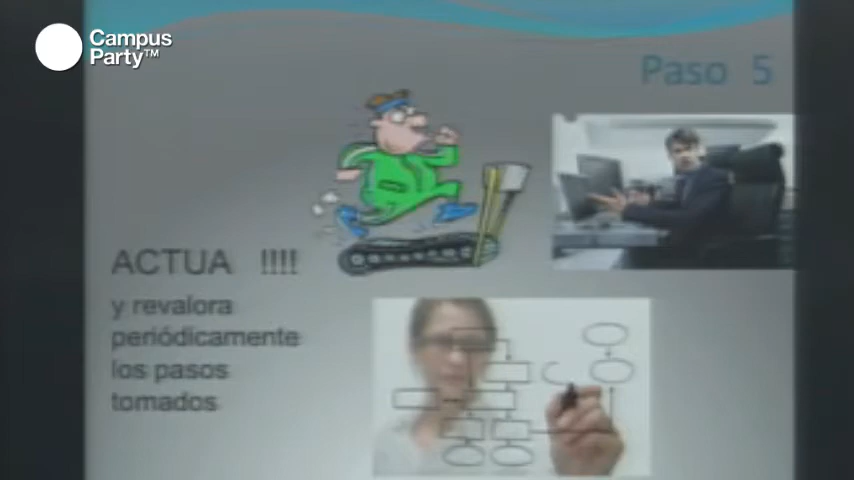 Campus
Party™
Paso 5
ACTUA !!!!
y revalora
periódicamente
los pasos
tomados